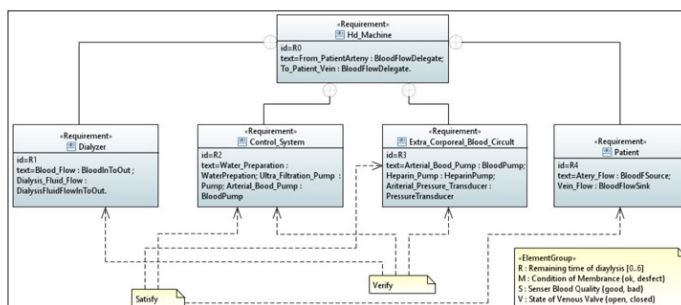 «Requirement»
Hd_Machine
id=R0
text=From_PatientArteny : BloodFlowDelegate;
To_Patient_Vein : BloodFlowDelegate.
«Requirement»
Dialyzer
id=R1
text=Blood_Flow : BloodInToOut ;
Dialysis_Fluid_Flow :
DialysisFluidFlowInToOut.
«Requirement»
Control_System
id=R2
text=Water_Preparation :
WaterPrepation; Ultra_Filtration_Pump :
Pump; Arterial_Bood_Pump :
BloodPump
«Requirement»
Extra_Corporeal_Blood_Circult
id=R3
text=Arterial_Bood_Pump : BloodPump;
Heparin_Pump : HeparinPump;
Ariterial_Pressure_Transducer :
PressureTransducer
«Requirement»
Patient
id=R4
text=Atery_Flow : BloodFSource;
Vein_Flow : BloodFlowSink
Satisfy
Verify
«ElementGroup»
R : Remaining time of diaylysis [0..6]
M : Condition of Membrance (ok, desfect)
S : Senser Blood Quality (good, bad)
V : State of Venous Valve (open, closed)